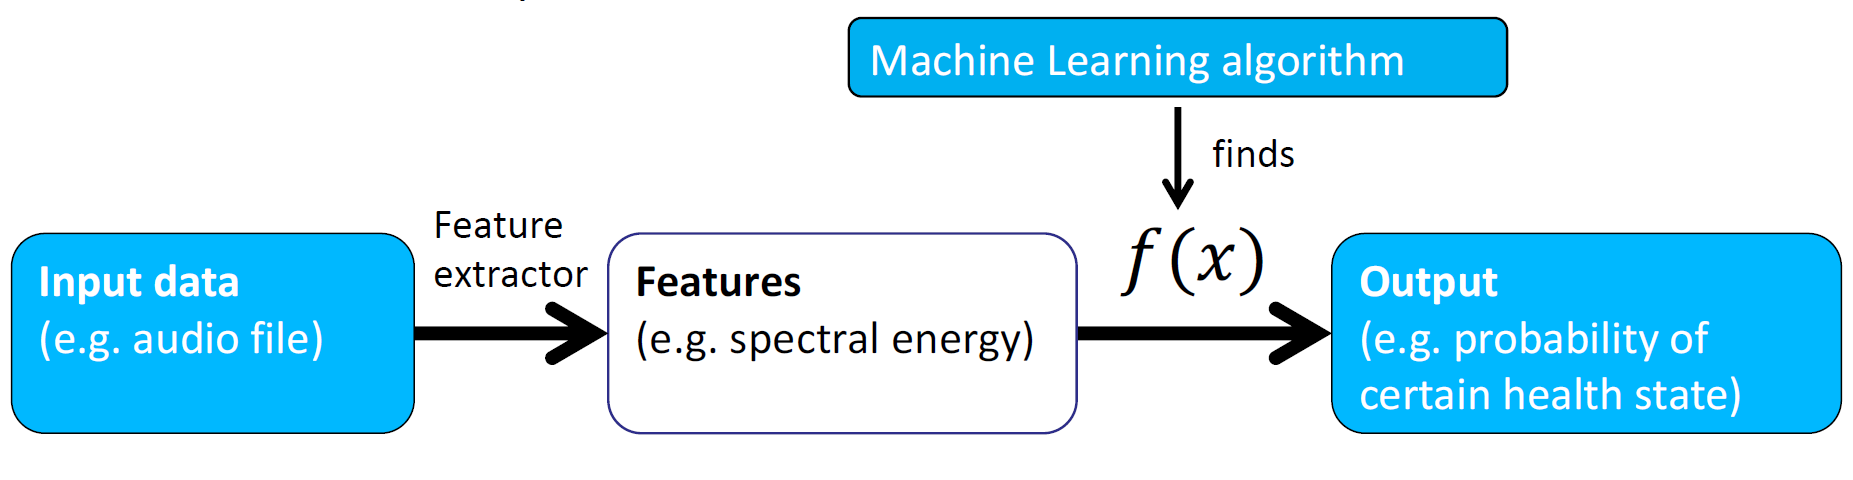 Machine Learning algorithm
finds
Feature
extractor
f(x)
Input data
(e.g. audio file)
Features
(e.g. spectral energy)
Output
(e.g. probability of
certain health state)